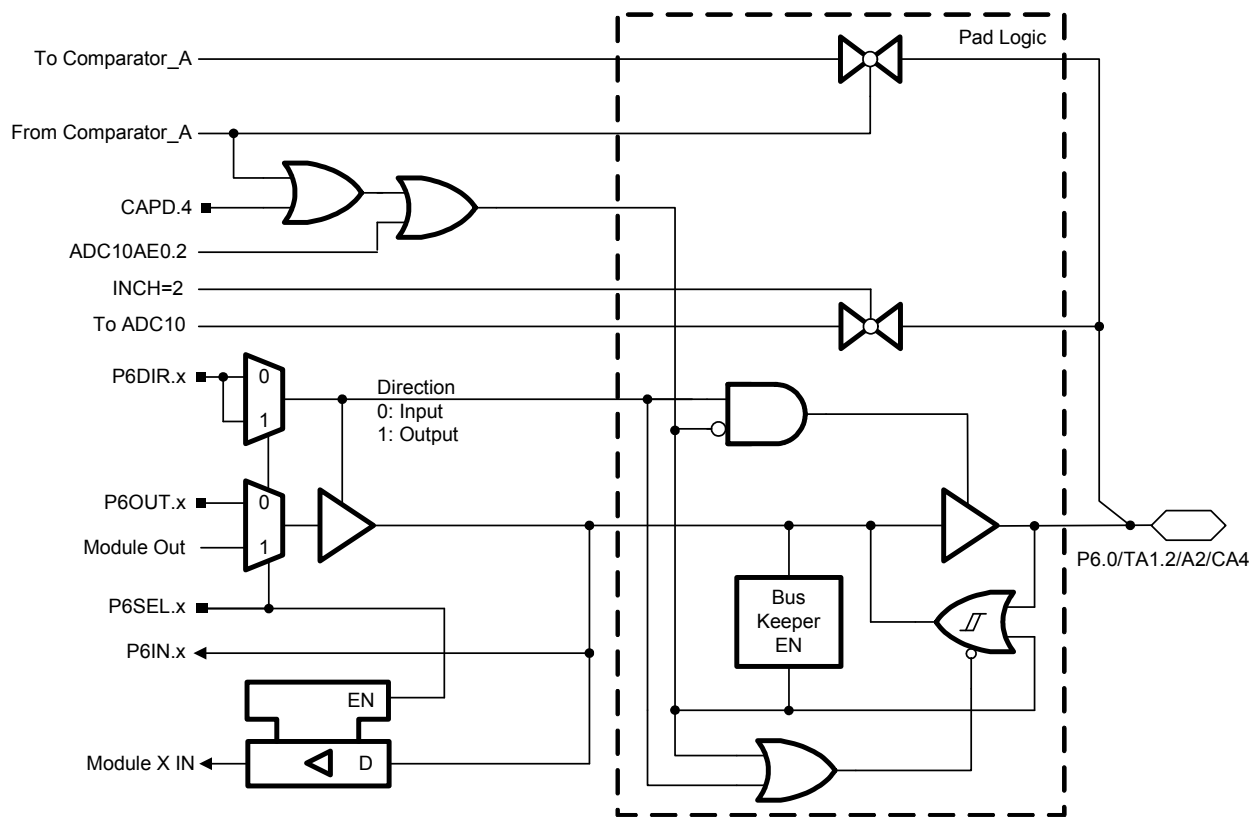 Pad Logic
To Comparator_A
From Comparator_A
CAPD.4
ADC10AE0.2
INCH=2
To ADC10
P6DIR.x
0
1
Direction
0: Input
1: Output
P6OUT.x
0
Module Out
1
P6.0/TA1.2/A2/CA4
P6SEL.x
Bus
Keeper
EN
P6IN.x
EN
Module X IN
D